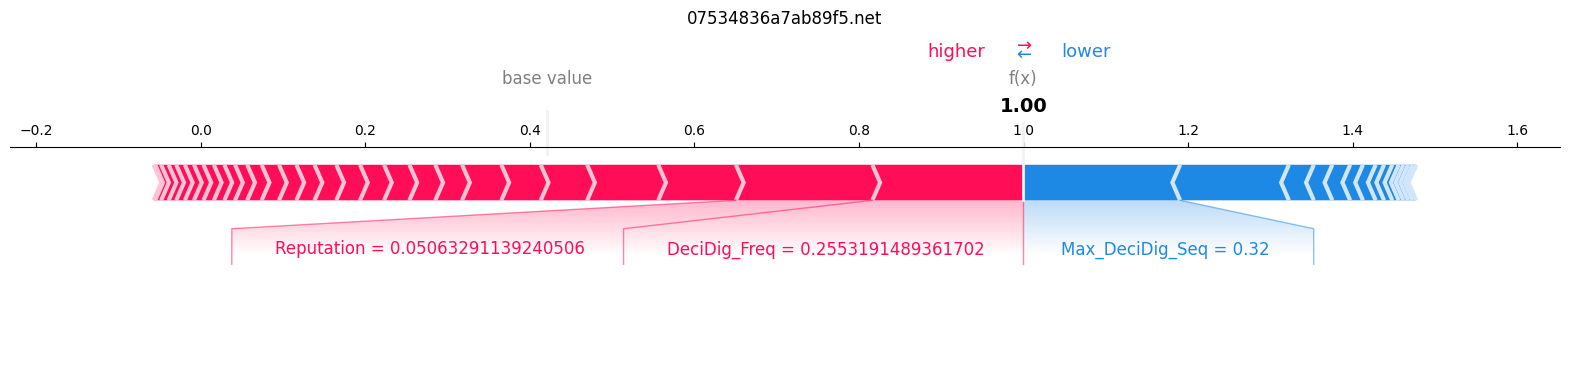 07534836a7ab89f5.net
higher ⇄ lower
base value f(x)
1.00
−0.2 0.0 0.2 0.4 0.6 0.8 1.0 1.2 1.4 1.6
Reputation = 0.05063291139240506 DeciDig_Freq = 0.2553191489361702 Max_DeciDig_Seq = 0.32